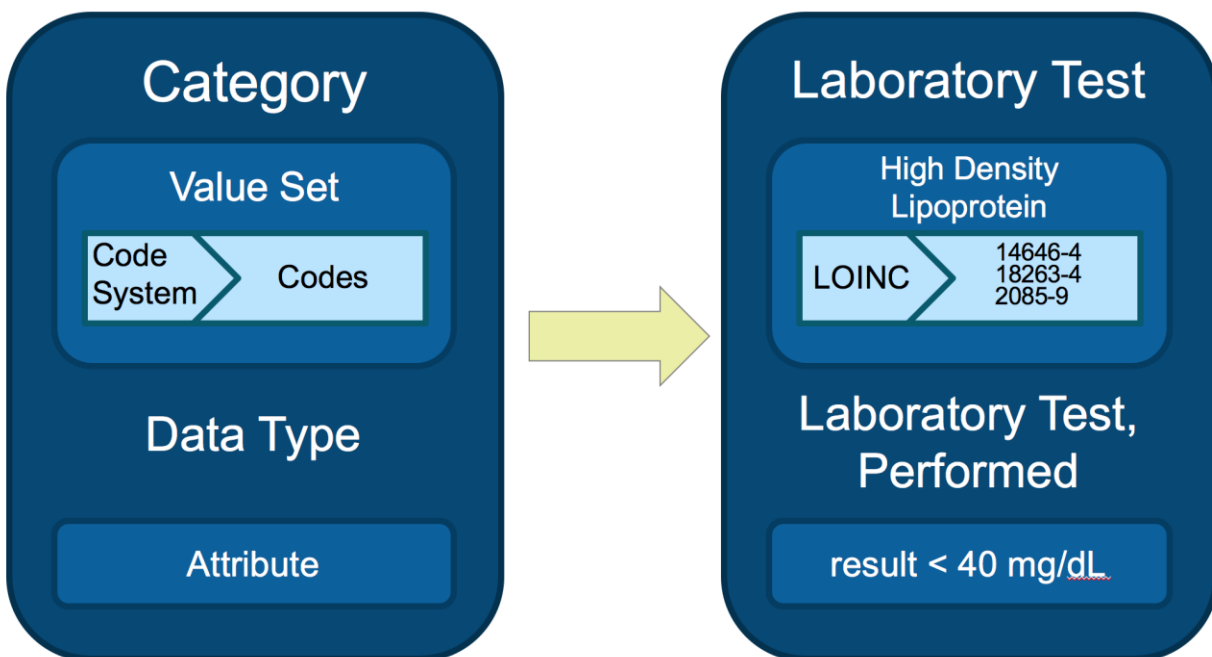 Category
Value Set
Code
System
Codes
Data Type
Attribute
Laboratory Test
High Density
Lipoprotein
LOINC
14646-4
18263-4
2085-9
Laboratory Test,
Performed
result < 40 mg/dL